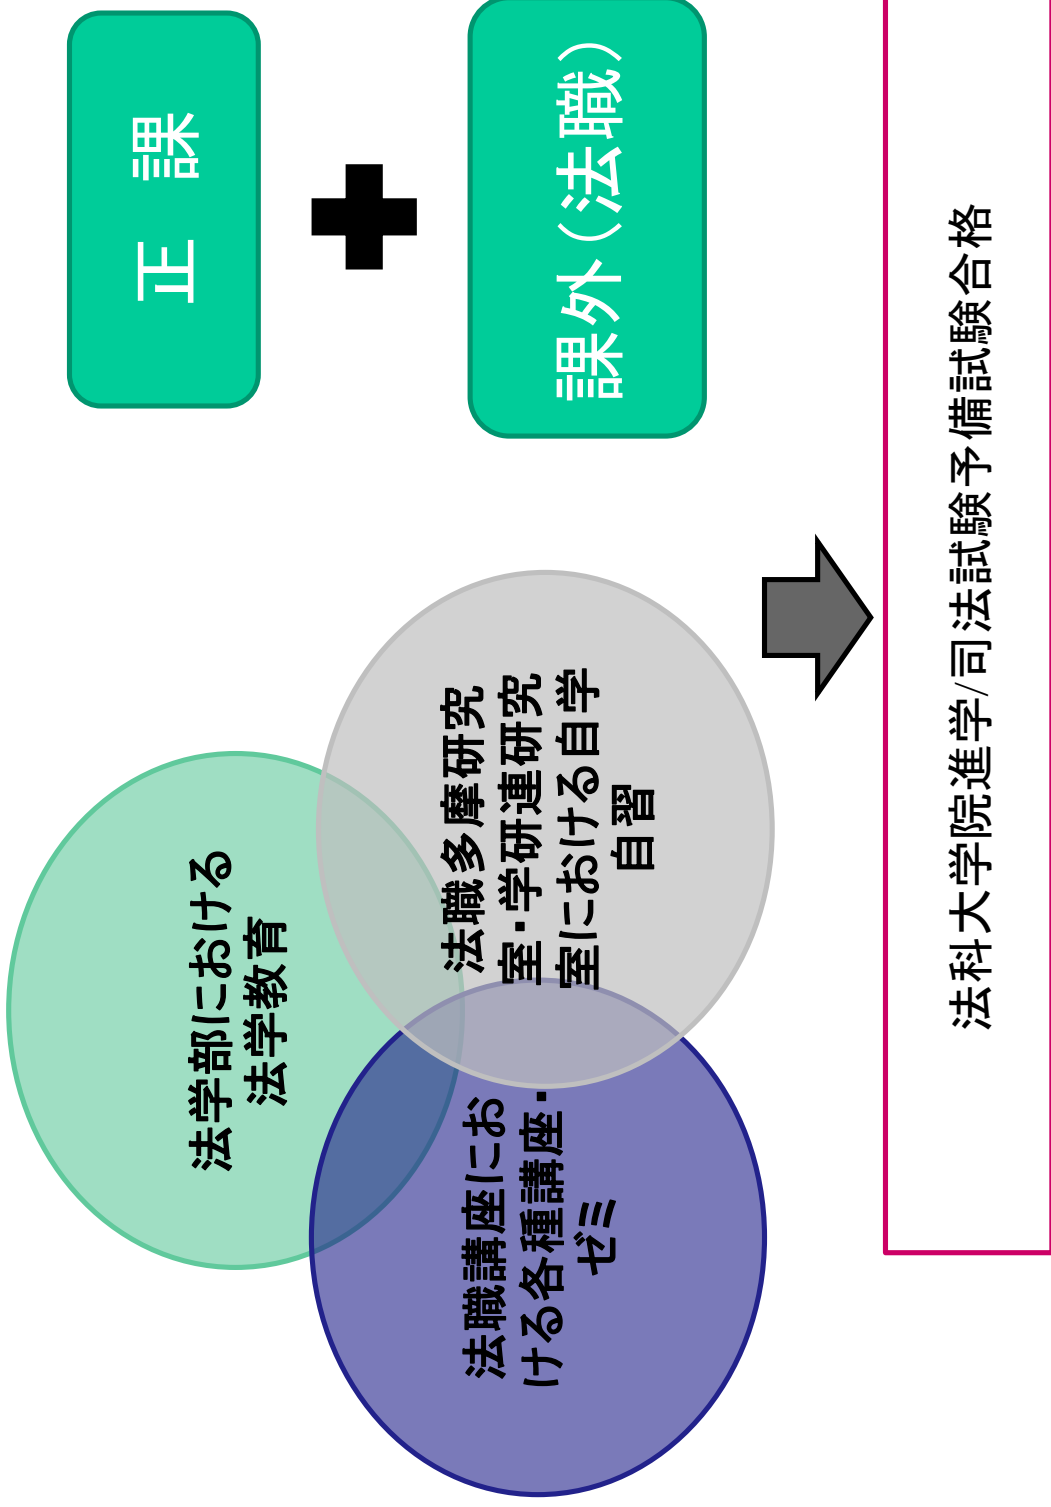 法学部における
法学教育
正　課
法職講座にお
ける各種講座・
ゼミ
法職多摩研究
室・学研連研究
室における自学
自習
課外（法職）
法科大学院進学/司法試験予備試験合格